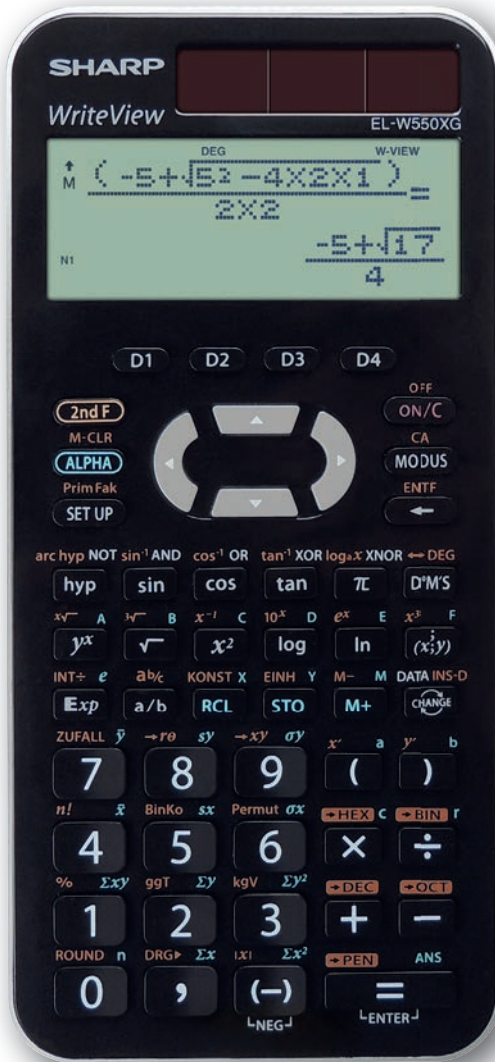 SHARP
WriteView
EL-W550XG
DEG W-VIEW
M (-5+√5²-4×2×1)
=
2×2
-5+√17
N1
4
D1 D2 D3 D4
OFF
2nd F ON/C
M-CLR CA
ALPHA MODUS
PrimFak ENTF
SET UP ←
arc hyp NOT sin⁻¹ AND cos⁻¹ OR tan⁻¹ XOR logₐx XNOR ↔DEG
hyp sin cos tan π D°M'S
ˣ√ A ³√ B x⁻¹ C 10ˣ D eˣ E x³ F
yˣ √ x² log ln (x;y)
INT÷ e ab/c KONST X EINH Y M− M DATA INS-D
Exp a/b RCL STO M+ CHANGE
ZUFALL ȳ →rθ sy →xy σy x′ a y′ b
7 8 9 ( )
n! x̄ BinKo sx Permut σx →HEX c →BIN r
4 5 6 × ÷
% Σxy ggT Σy kgV Σy² →DEC →OCT
1 2 3 + −
ROUND n DRG▸ Σx |x| Σx² →PEN ANS
0 , (−) =
NEG ENTER